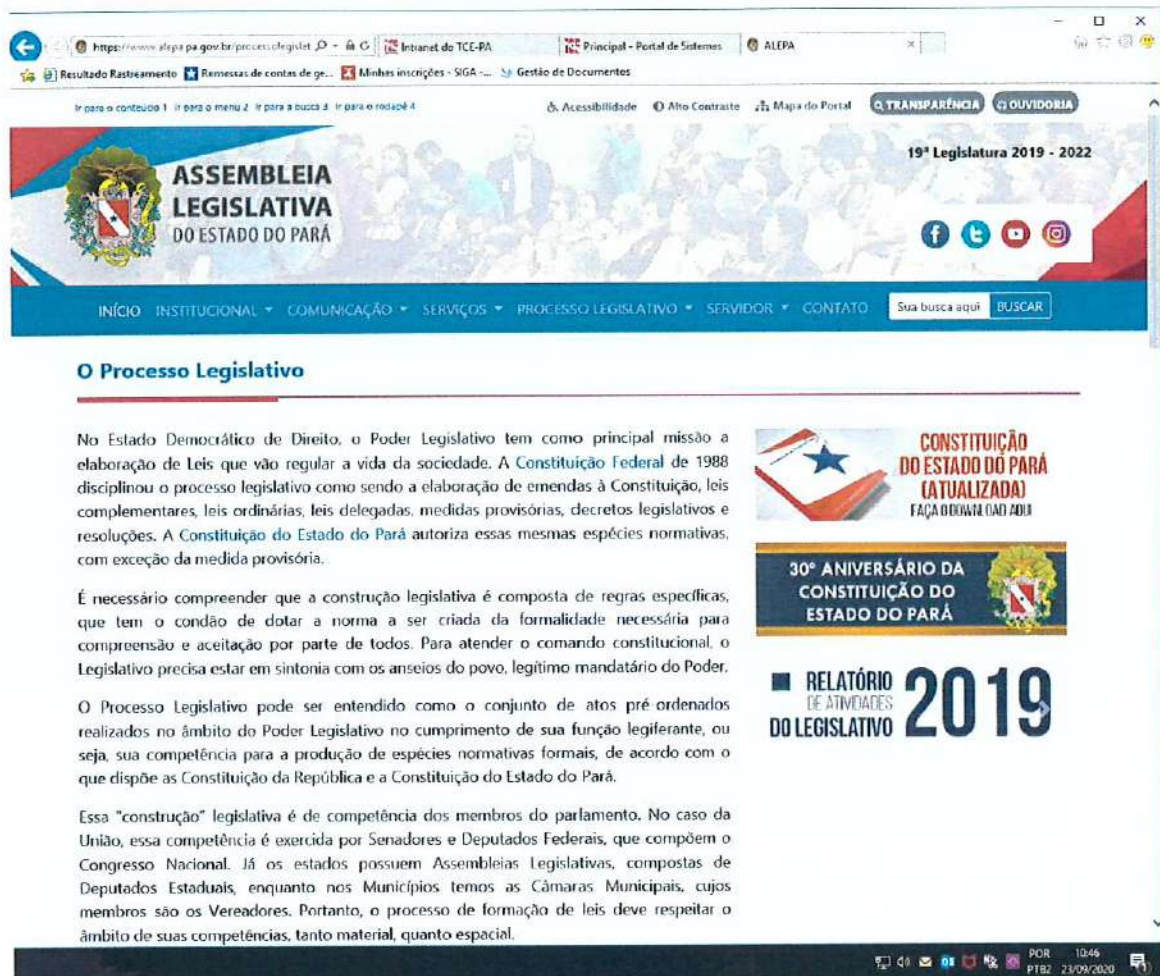 https://www.alepa.pa.gov.br/processolegislat
Intranet do TCE-PA
Principal - Portal de Sistemas
ALEPA
Resultado Rastreamento
Remessas de contas de ge...
Minhas inscrições - SIGA -...
Gestão de Documentos
Ir para o conteúdo 1 Ir para o menu 2 Ir para a busca 3 Ir para o rodapé 4
Acessibilidade
Alto Contraste
Mapa do Portal
TRANSPARÊNCIA
OUVIDORIA
19ª Legislatura 2019 - 2022
ASSEMBLEIA
LEGISLATIVA
DO ESTADO DO PARÁ
INÍCIO INSTITUCIONAL COMUNICAÇÃO SERVIÇOS PROCESSO LEGISLATIVO SERVIDOR CONTATO Sua busca aqui BUSCAR
O Processo Legislativo
No Estado Democrático de Direito, o Poder Legislativo tem como principal missão a
elaboração de Leis que vão regular a vida da sociedade. A Constituição Federal de 1988
disciplinou o processo legislativo como sendo a elaboração de emendas à Constituição, leis
complementares, leis ordinárias, leis delegadas, medidas provisórias, decretos legislativos e
resoluções. A Constituição do Estado do Pará autoriza essas mesmas espécies normativas,
com exceção da medida provisória.
É necessário compreender que a construção legislativa é composta de regras específicas,
que tem o condão de dotar a norma a ser criada da formalidade necessária para
compreensão e aceitação por parte de todos. Para atender o comando constitucional, o
Legislativo precisa estar em sintonia com os anseios do povo, legítimo mandatário do Poder.
O Processo Legislativo pode ser entendido como o conjunto de atos pré-ordenados
realizados no âmbito do Poder Legislativo no cumprimento de sua função legiferante, ou
seja, sua competência para a produção de espécies normativas formais, de acordo com o
que dispõe as Constituição da República e a Constituição do Estado do Pará.
Essa "construção" legislativa é de competência dos membros do parlamento. No caso da
União, essa competência é exercida por Senadores e Deputados Federais, que compõem o
Congresso Nacional. Já os estados possuem Assembleias Legislativas, compostas de
Deputados Estaduais, enquanto nos Municípios temos as Câmaras Municipais, cujos
membros são os Vereadores. Portanto, o processo de formação de leis deve respeitar o
âmbito de suas competências, tanto material, quanto espacial.
CONSTITUIÇÃO
DO ESTADO DO PARÁ
(ATUALIZADA)
FAÇA O DOWNLOAD AQUI
30º ANIVERSÁRIO DA
CONSTITUIÇÃO DO
ESTADO DO PARÁ
RELATÓRIO
DE ATIVIDADES
DO LEGISLATIVO
2019
POR
PTB2
10:46
23/09/2020